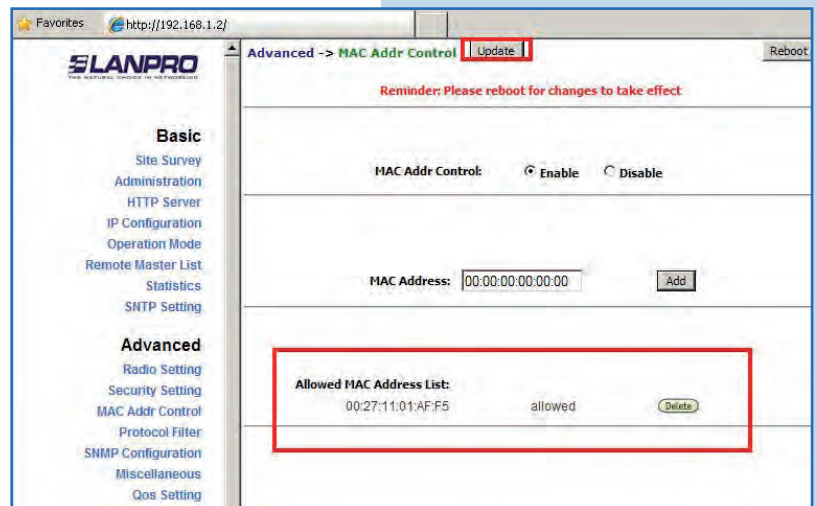 Favorites http://192.168.1.2/
LANPRO
THE NATURAL CHOICE IN NETWORKING
Basic
Site Survey
Administration
HTTP Server
IP Configuration
Operation Mode
Remote Master List
Statistics
SNTP Setting
Advanced
Radio Setting
Security Setting
MAC Addr Control
Protocol Filter
SNMP Configuration
Miscellaneous
Qos Setting
Advanced -> MAC Addr Control Update Reboot
Reminder: Please reboot for changes to take effect
MAC Addr Control: Enable Disable
MAC Address: 00:00:00:00:00:00 Add
Allowed MAC Address List:
00:27:11:01:AF:F5 allowed Delete